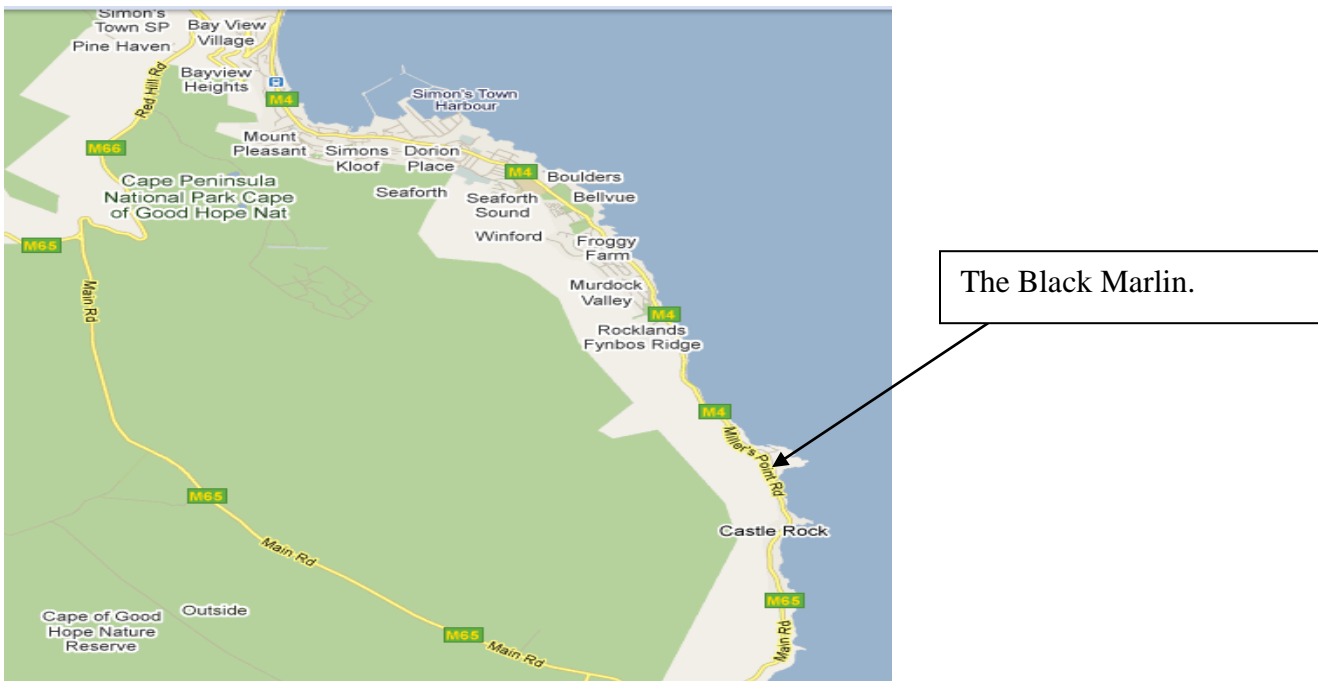 Simon's
Town SP
Bay View
Village
Pine Haven
Bayview
Heights
Red Hill Rd
M4
Simon's Town
Harbour
M66
Mount
Pleasant
Simons
Kloof
Dorion
Place
M4
Boulders
Cape Peninsula
National Park Cape
of Good Hope Nat
Seaforth
Seaforth
Sound
Bellvue
Winford
Froggy
Farm
M65
Main Rd
Murdock
Valley
M4
Rocklands
Fynbos Ridge
The Black Marlin.
M4
Miller's Point Rd
M65
Castle Rock
Main Rd
M65
Cape of Good
Hope Nature
Reserve
Outside
M65
Main Rd
Main Rd